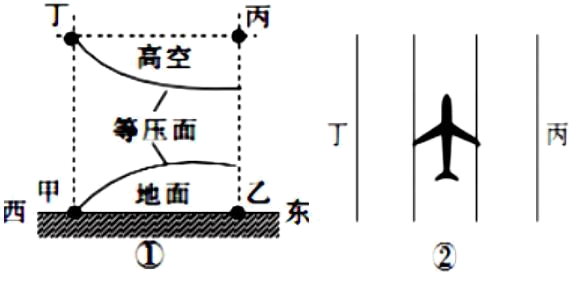 丁 丙
高空
等压面
甲 地面 乙
西 东
①
丁 丙
②